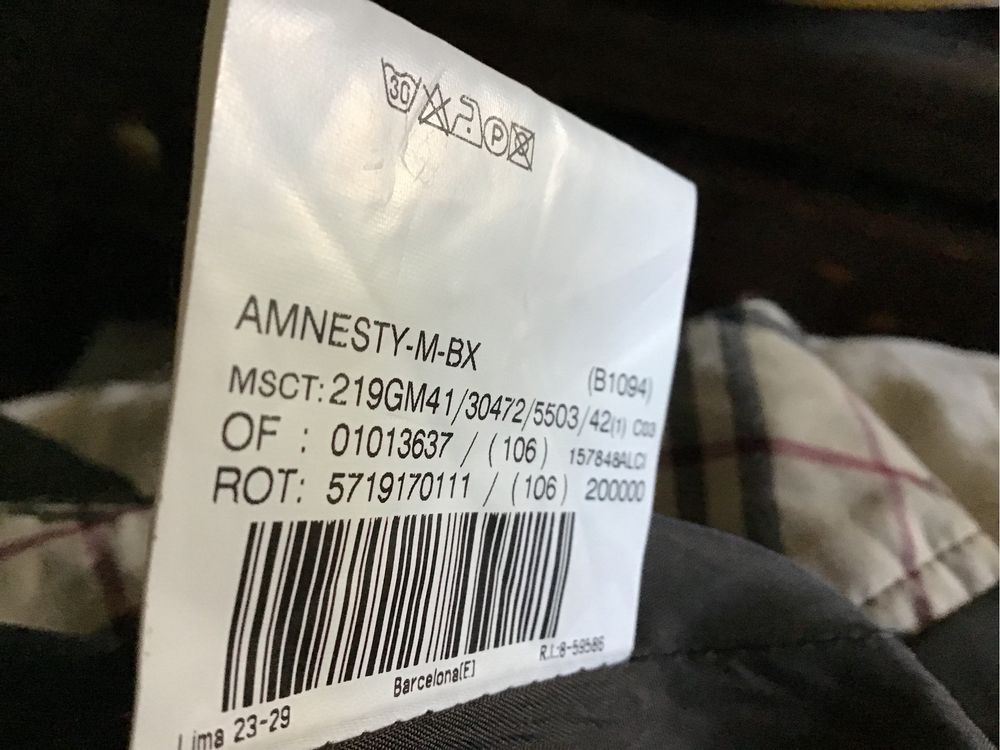 30
P
AMNESTY-M-BX
(B1094)
MSCT: 219GM41/30472/5503/42(1) C03
OF : 01013637 / (106) 157848ALCI
ROT: 5719170111 / (106) 200000
Lima 23-29 Barcelona(E) R.I.:8-59586